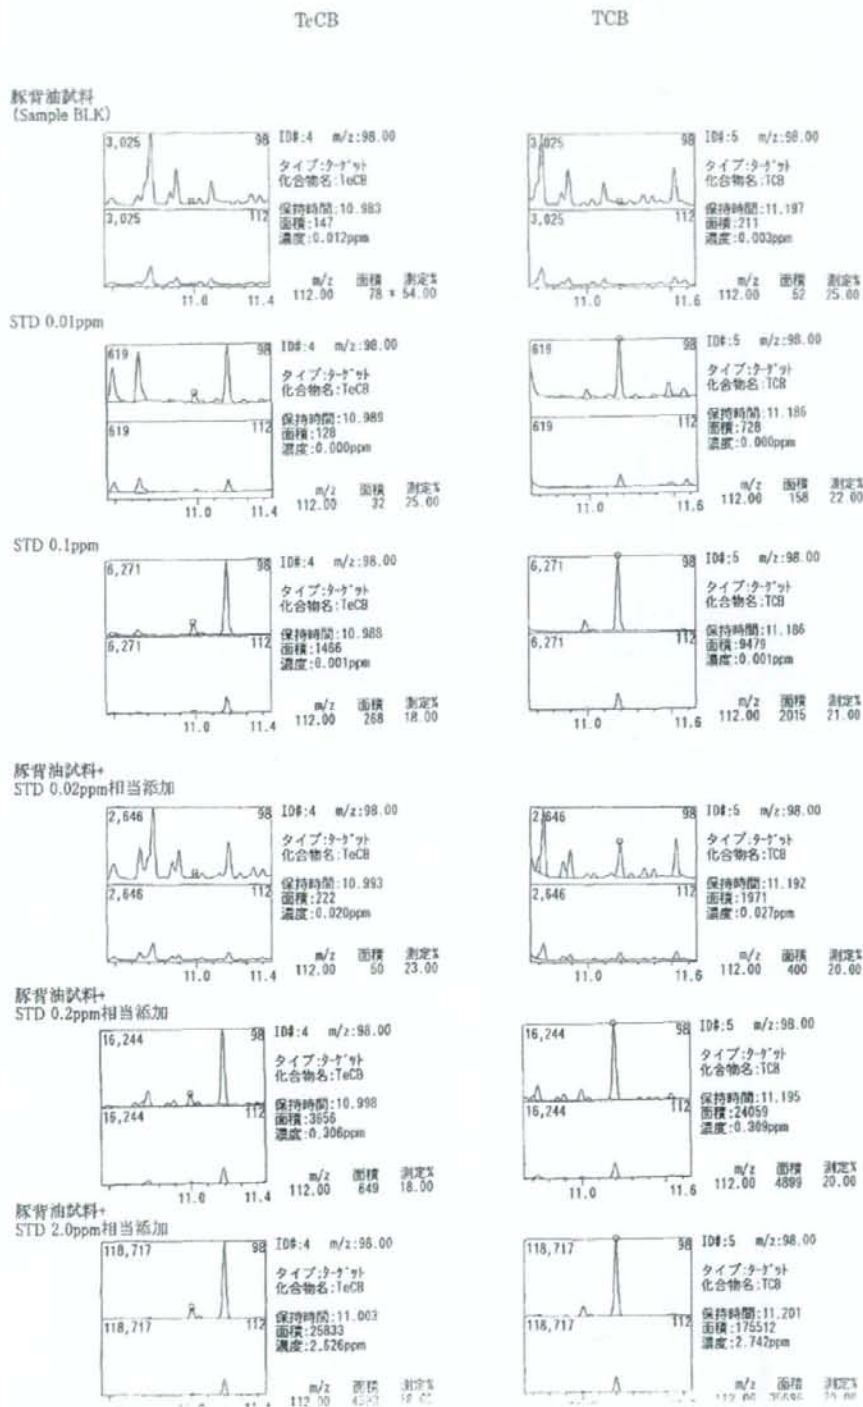 TeCB
TCB
豚背油試料
(Sample BLK)
3,025 98
3,025 112
11.0 11.4
ID#:4 m/z:98.00
タイプ:ターゲット
化合物名:TeCB
保持時間:10.983
面積:147
濃度:0.012ppm
m/z 面積 測定%
112.00 78 * 54.00
3,025 98
3,025 112
11.0 11.6
ID#:5 m/z:98.00
タイプ:ターゲット
化合物名:TCB
保持時間:11.197
面積:211
濃度:0.003ppm
m/z 面積 測定%
112.00 52 25.00
STD 0.01ppm
619 98
619 112
11.0 11.4
ID#:4 m/z:98.00
タイプ:ターゲット
化合物名:TeCB
保持時間:10.989
面積:128
濃度:0.000ppm
m/z 面積 測定%
112.00 32 25.00
619 98
619 112
11.0 11.6
ID#:5 m/z:98.00
タイプ:ターゲット
化合物名:TCB
保持時間:11.186
面積:728
濃度:0.000ppm
m/z 面積 測定%
112.00 158 22.00
STD 0.1ppm
6,271 98
6,271 112
11.0 11.4
ID#:4 m/z:98.00
タイプ:ターゲット
化合物名:TeCB
保持時間:10.988
面積:1466
濃度:0.001ppm
m/z 面積 測定%
112.00 268 18.00
6,271 98
6,271 112
11.0 11.6
ID#:5 m/z:98.00
タイプ:ターゲット
化合物名:TCB
保持時間:11.186
面積:9479
濃度:0.001ppm
m/z 面積 測定%
112.00 2015 21.00
豚背油試料+
STD 0.02ppm相当添加
2,646 98
2,646 112
11.0 11.4
ID#:4 m/z:98.00
タイプ:ターゲット
化合物名:TeCB
保持時間:10.993
面積:222
濃度:0.020ppm
m/z 面積 測定%
112.00 50 23.00
2,646 98
2,646 112
11.0 11.6
ID#:5 m/z:98.00
タイプ:ターゲット
化合物名:TCB
保持時間:11.192
面積:1971
濃度:0.027ppm
m/z 面積 測定%
112.00 400 20.00
豚背油試料+
STD 0.2ppm相当添加
16,244 98
16,244 112
11.0 11.4
ID#:4 m/z:98.00
タイプ:ターゲット
化合物名:TeCB
保持時間:10.998
面積:3656
濃度:0.306ppm
m/z 面積 測定%
112.00 649 18.00
16,244 98
16,244 112
11.0 11.6
ID#:5 m/z:98.00
タイプ:ターゲット
化合物名:TCB
保持時間:11.195
面積:24059
濃度:0.309ppm
m/z 面積 測定%
112.00 4899 20.00
豚背油試料+
STD 2.0ppm相当添加
118,717 98
118,717 112
11.0 11.4
ID#:4 m/z:98.00
タイプ:ターゲット
化合物名:TeCB
保持時間:11.003
面積:25833
濃度:2.626ppm
m/z 面積 測定%
112.00
118,717 98
118,717 112
11.0 11.6
ID#:5 m/z:98.00
タイプ:ターゲット
化合物名:TCB
保持時間:11.201
面積:175512
濃度:2.742ppm
m/z 面積 測定%
112.00